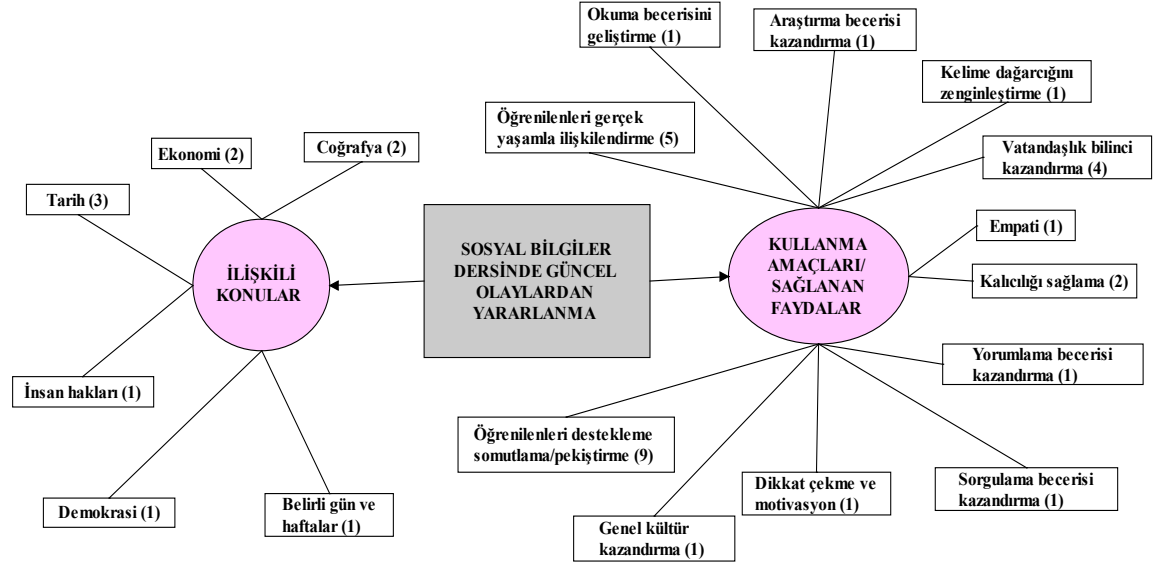 Okuma becerisini
geliştirme (1)
Araştırma becerisi
kazandırma (1)
Kelime dağarcığını
zenginleştirme (1)
Öğrenilenleri gerçek
yaşamla ilişkilendirme (5)
Vatandaşlık bilinci
kazandırma (4)
Ekonomi (2)
Coğrafya (2)
Tarih (3)
Empati (1)
İLİŞKİLİ
KONULAR
SOSYAL BİLGİLER
DERSİNDE GÜNCEL
OLAYLARDAN
YARARLANMA
KULLANMA
AMAÇLARI/
SAĞLANAN
FAYDALAR
Kalıcılığı sağlama (2)
İnsan hakları (1)
Yorumlama becerisi
kazandırma (1)
Öğrenilenleri destekleme
somutlama/pekiştirme (9)
Demokrasi (1)
Belirli gün ve
haftalar (1)
Genel kültür
kazandırma (1)
Dikkat çekme ve
motivasyon (1)
Sorgulama becerisi
kazandırma (1)